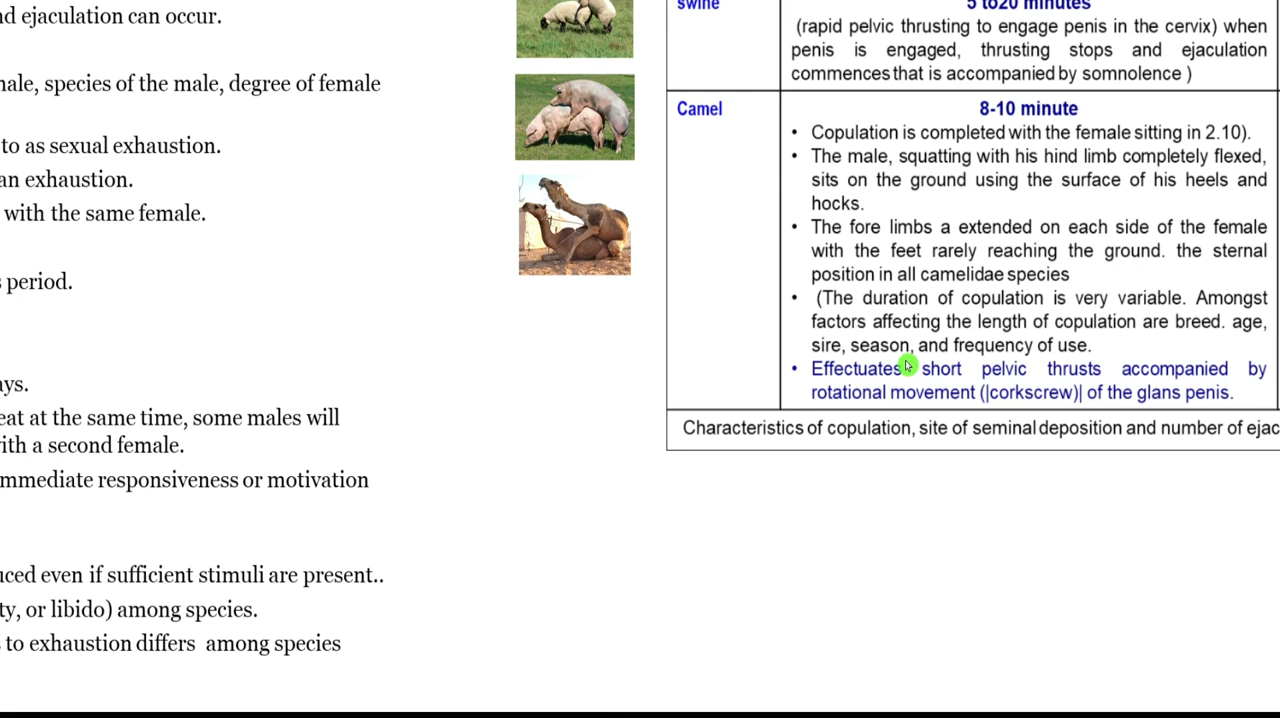 nd ejaculation can occur.
nale, species of the male, degree of female
to as sexual exhaustion.
an exhaustion.
with the same female.
s period.
ays.
eat at the same time, some males will
ith a second female.
mmediate responsiveness or motivation
uced even if sufficient stimuli are present..
ty, or libido) among species.
s to exhaustion differs among species
swine
5 to20 minutes
(rapid pelvic thrusting to engage penis in the cervix) when
penis is engaged, thrusting stops and ejaculation
commences that is accompanied by somnolence )
Camel
8-10 minute
• Copulation is completed with the female sitting in 2.10).
• The male, squatting with his hind limb completely flexed,
sits on the ground using the surface of his heels and
hocks.
• The fore limbs a extended on each side of the female
with the feet rarely reaching the ground. the sternal
position in all camelidae species
• (The duration of copulation is very variable. Amongst
factors affecting the length of copulation are breed. age,
sire, season, and frequency of use.
• Effectuates short pelvic thrusts accompanied by
rotational movement (|corkscrew)| of the glans penis.
Characteristics of copulation, site of seminal deposition and number of ejac